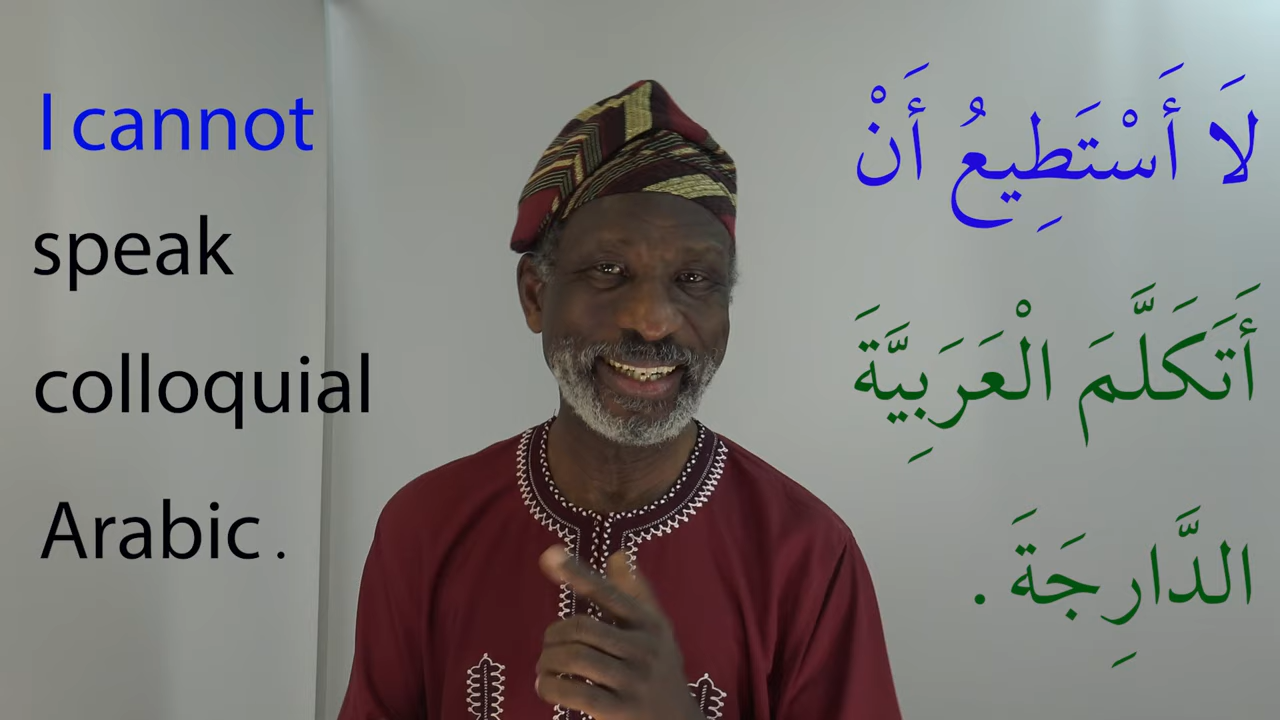 I cannot
speak
colloquial
Arabic .
لَا أَسْتَطِيعُ أَنْ
أَتَكَلَّمَ الْعَرَبِيَّةَ
الدَّارِجَةَ .